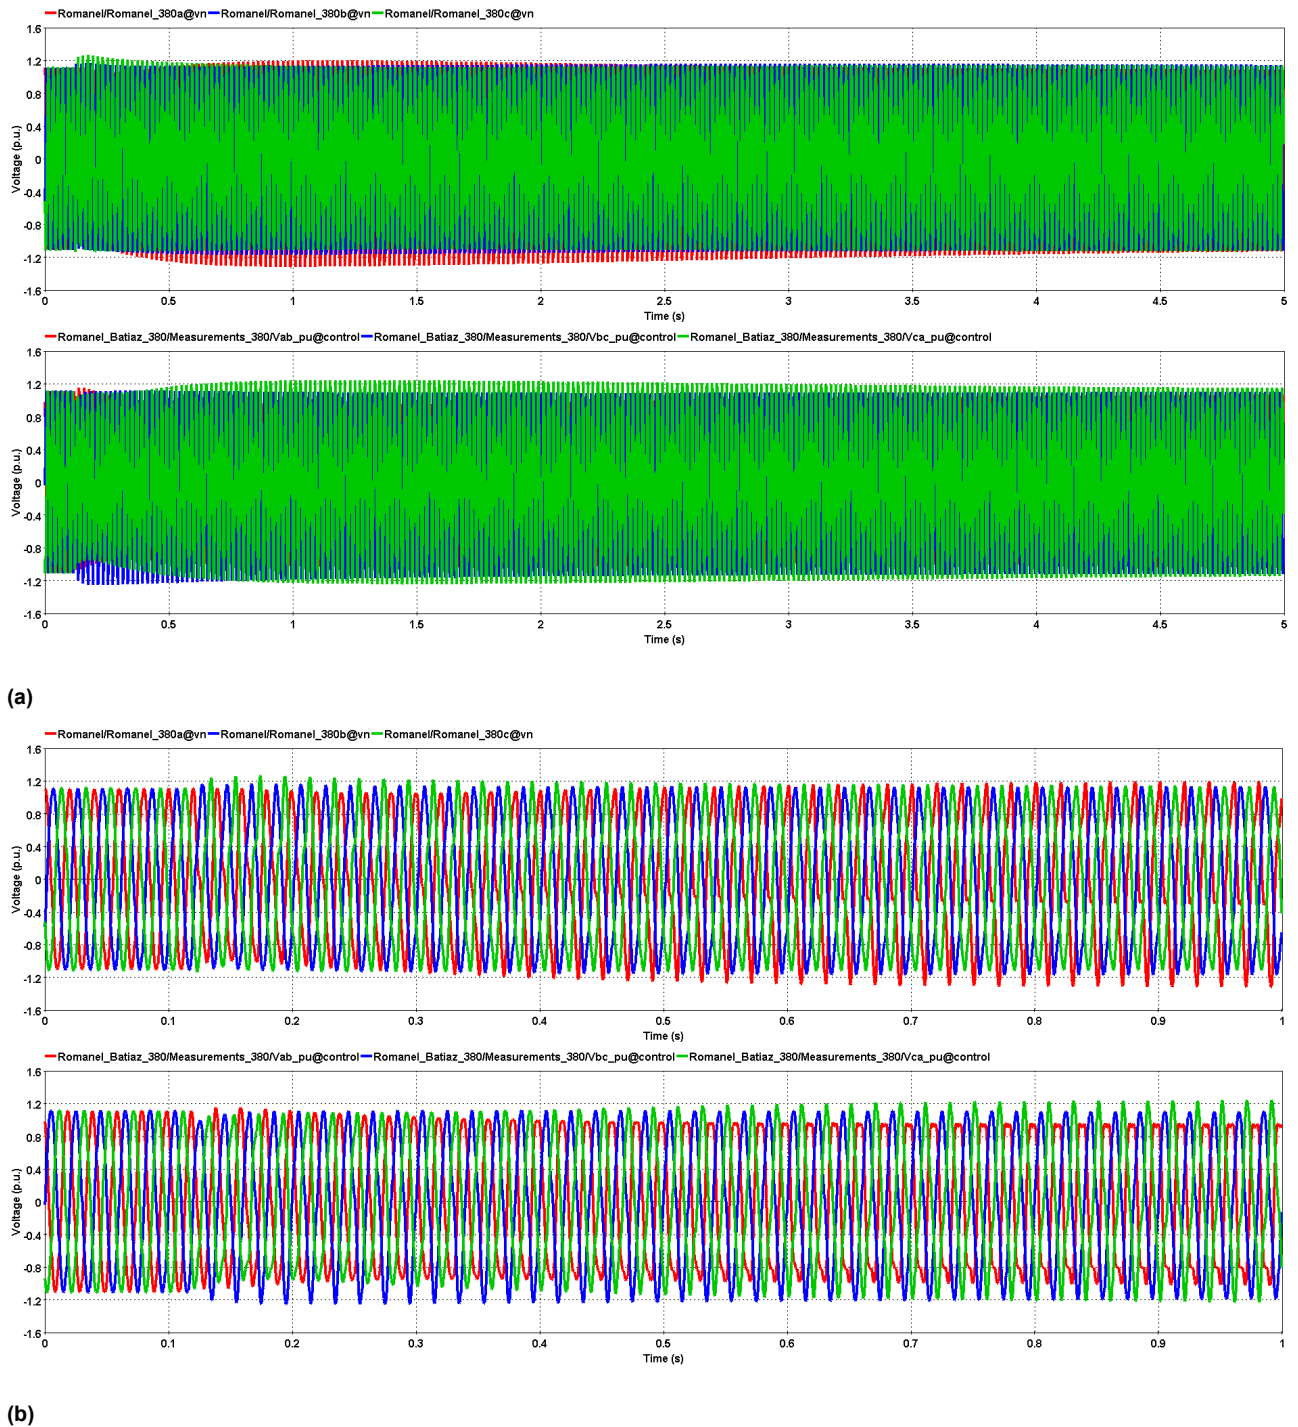 Romanel/Romanel_380a@vn Romanel/Romanel_380b@vn Romanel/Romanel_380c@vn
1.6
1.2
0.8
0.4
0
-0.4
-0.8
-1.2
-1.6
Voltage (p.u.)
0 0.5 1 1.5 2 2.5 3 3.5 4 4.5 5
Time (s)
Romanel_Batiaz_380/Measurements_380/Vab_pu@control Romanel_Batiaz_380/Measurements_380/Vbc_pu@control Romanel_Batiaz_380/Measurements_380/Vca_pu@control
1.6
1.2
0.8
0.4
0
-0.4
-0.8
-1.2
-1.6
Voltage (p.u.)
0 0.5 1 1.5 2 2.5 3 3.5 4 4.5 5
Time (s)
(a)
Romanel/Romanel_380a@vn Romanel/Romanel_380b@vn Romanel/Romanel_380c@vn
1.6
1.2
0.8
0.4
0
-0.4
-0.8
-1.2
-1.6
Voltage (p.u.)
0 0.1 0.2 0.3 0.4 0.5 0.6 0.7 0.8 0.9 1
Time (s)
Romanel_Batiaz_380/Measurements_380/Vab_pu@control Romanel_Batiaz_380/Measurements_380/Vbc_pu@control Romanel_Batiaz_380/Measurements_380/Vca_pu@control
1.6
1.2
0.8
0.4
0
-0.4
-0.8
-1.2
-1.6
Voltage (p.u.)
0 0.1 0.2 0.3 0.4 0.5 0.6 0.7 0.8 0.9 1
Time (s)
(b)